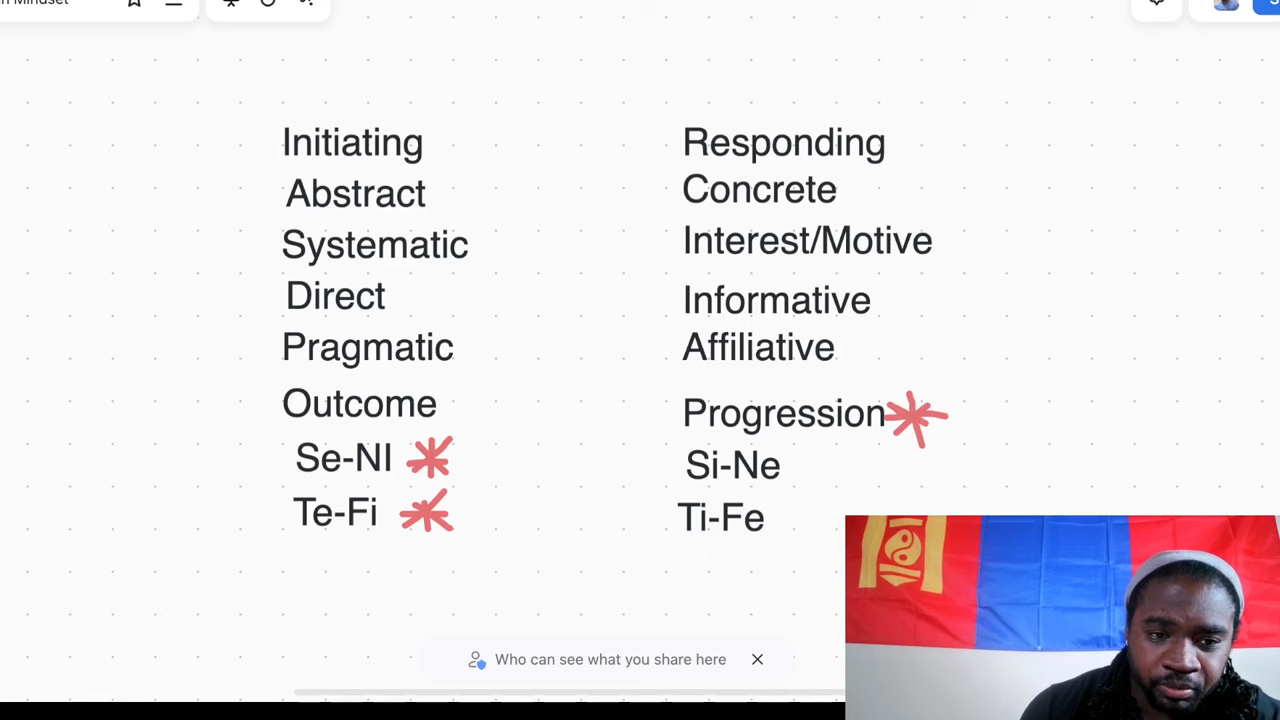 Mindset
Initiating
Abstract
Systematic
Direct
Pragmatic
Outcome
Se-NI
Te-Fi
Responding
Concrete
Interest/Motive
Informative
Affiliative
Progression
Si-Ne
Ti-Fe
Who can see what you share here